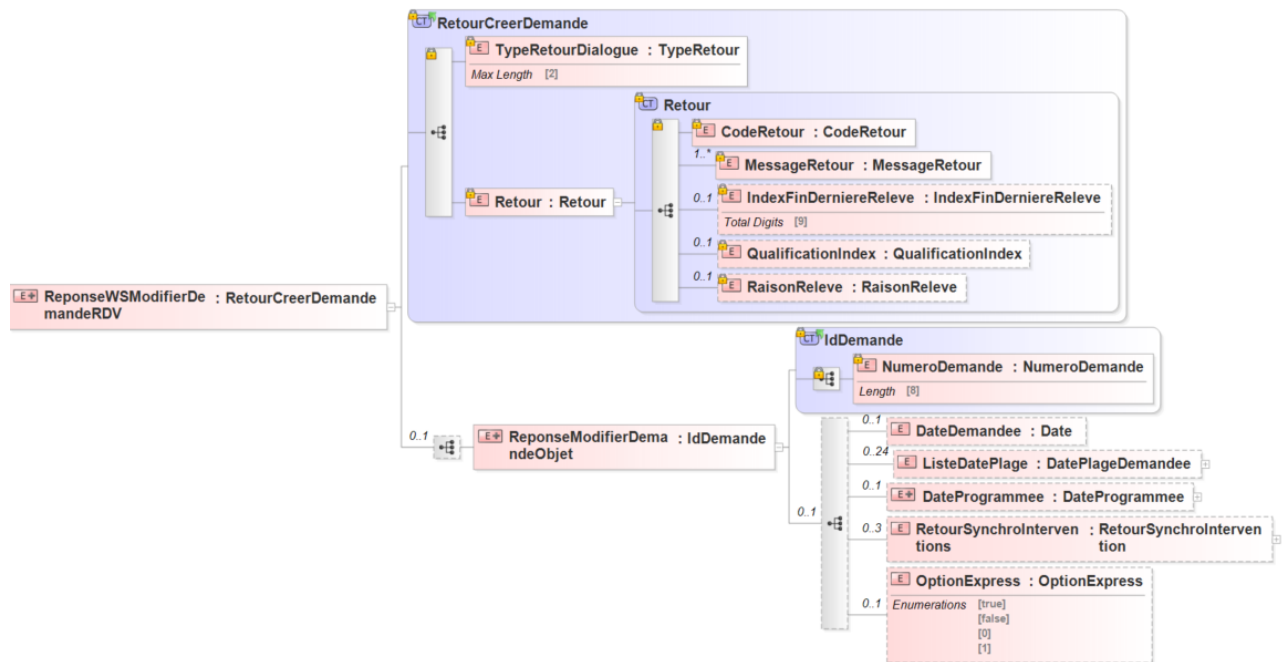 CT RetourCreerDemande
E TypeRetourDialogue : TypeRetour
Max Length [2]
CT Retour
E CodeRetour : CodeRetour
1..*
E MessageRetour : MessageRetour
0..1
E IndexFinDerniereReleve : IndexFinDerniereReleve
Total Digits [9]
E Retour : Retour
0..1
E QualificationIndex : QualificationIndex
0..1
E RaisonReleve : RaisonReleve
E ReponseWSModifierDe : RetourCreerDemande
mandeRDV
CT IdDemande
E NumeroDemande : NumeroDemande
Length [8]
0..1
E ReponseModifierDema : IdDemande
ndeObjet
0..1
0..1
E DateDemandee : Date
0..24
E ListeDatePlage : DatePlageDemandee
0..1
E DateProgrammee : DateProgrammee
0..3
E RetourSynchroInterven : RetourSynchroInterven
tions tion
0..1
E OptionExpress : OptionExpress
Enumerations [true]
[false]
[0]
[1]